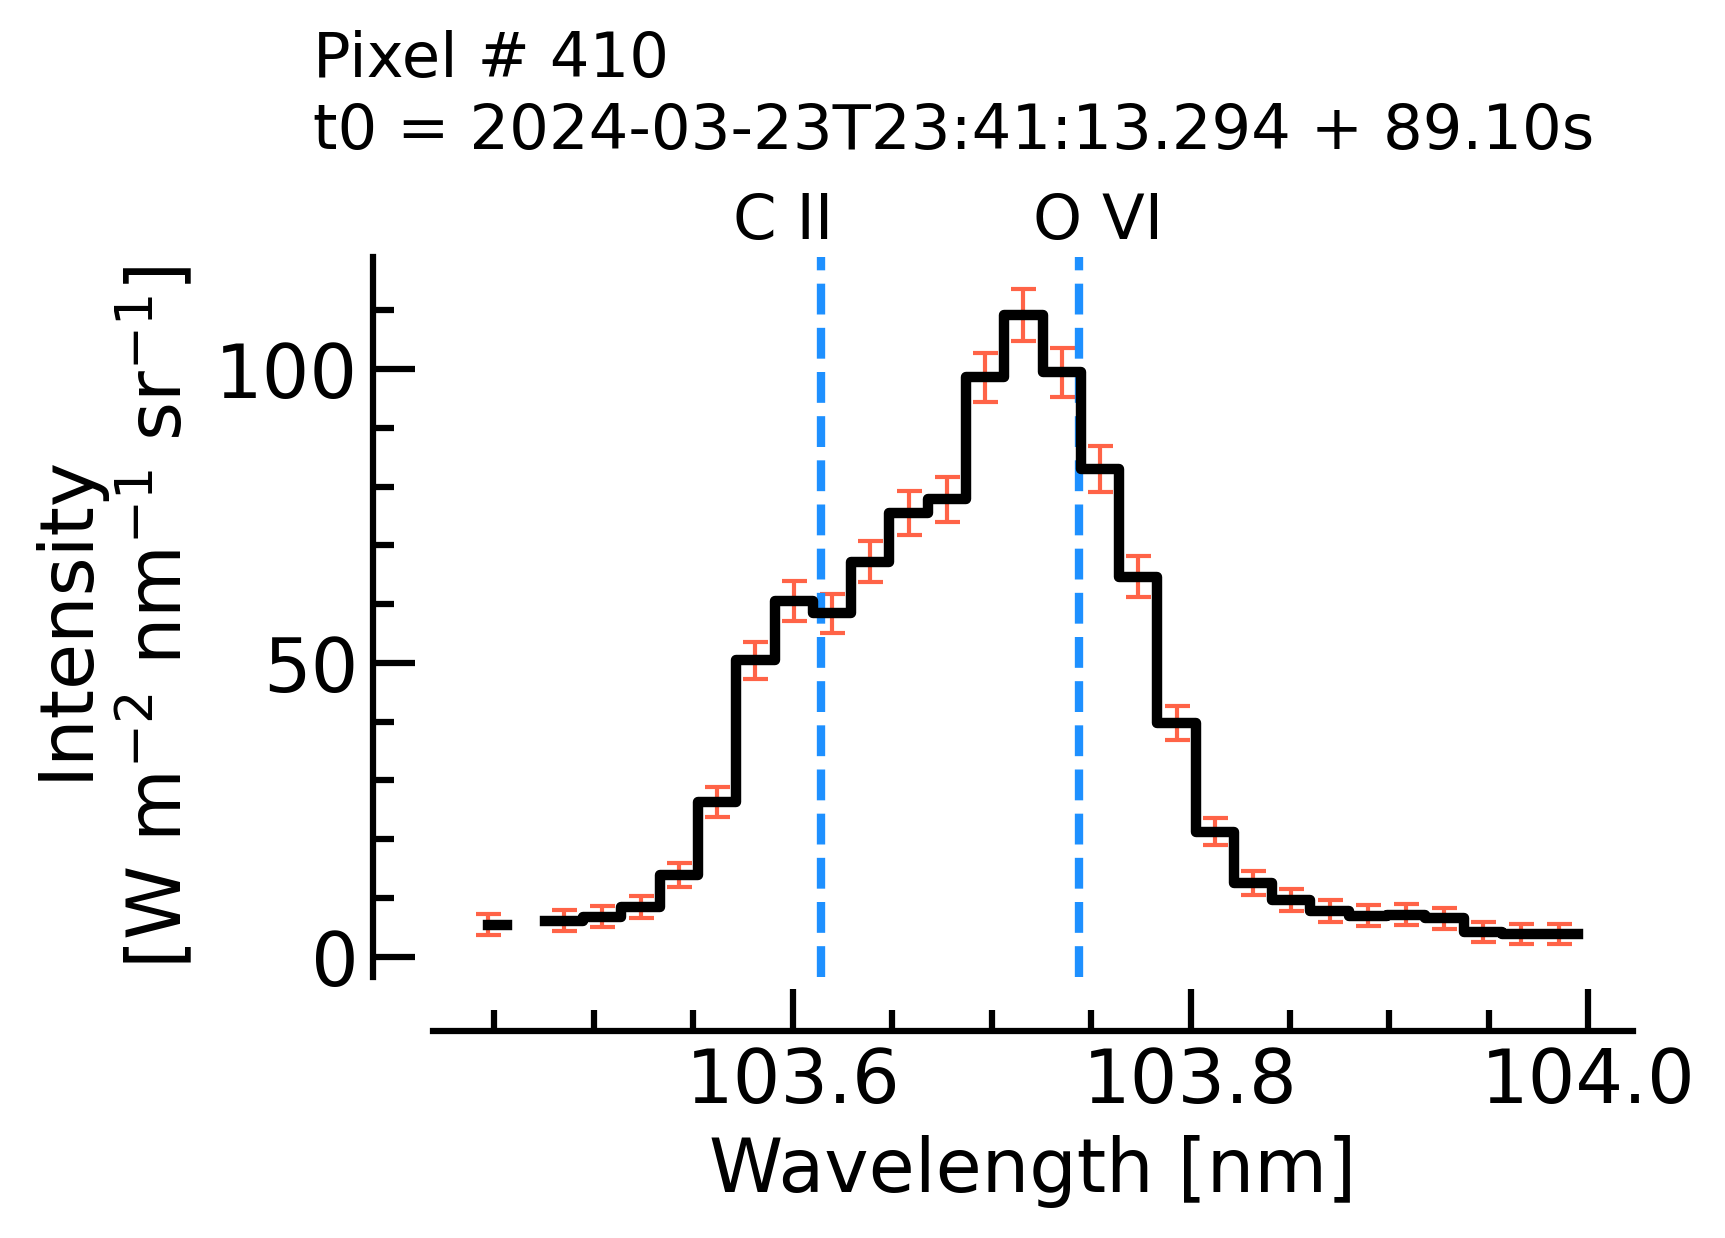 Pixel # 410
t0 = 2024-03-23T23:41:13.294 + 89.10s
C II O VI
Intensity
[W m⁻² nm⁻¹ sr⁻¹]
100
50
0
103.6 103.8 104.0
Wavelength [nm]